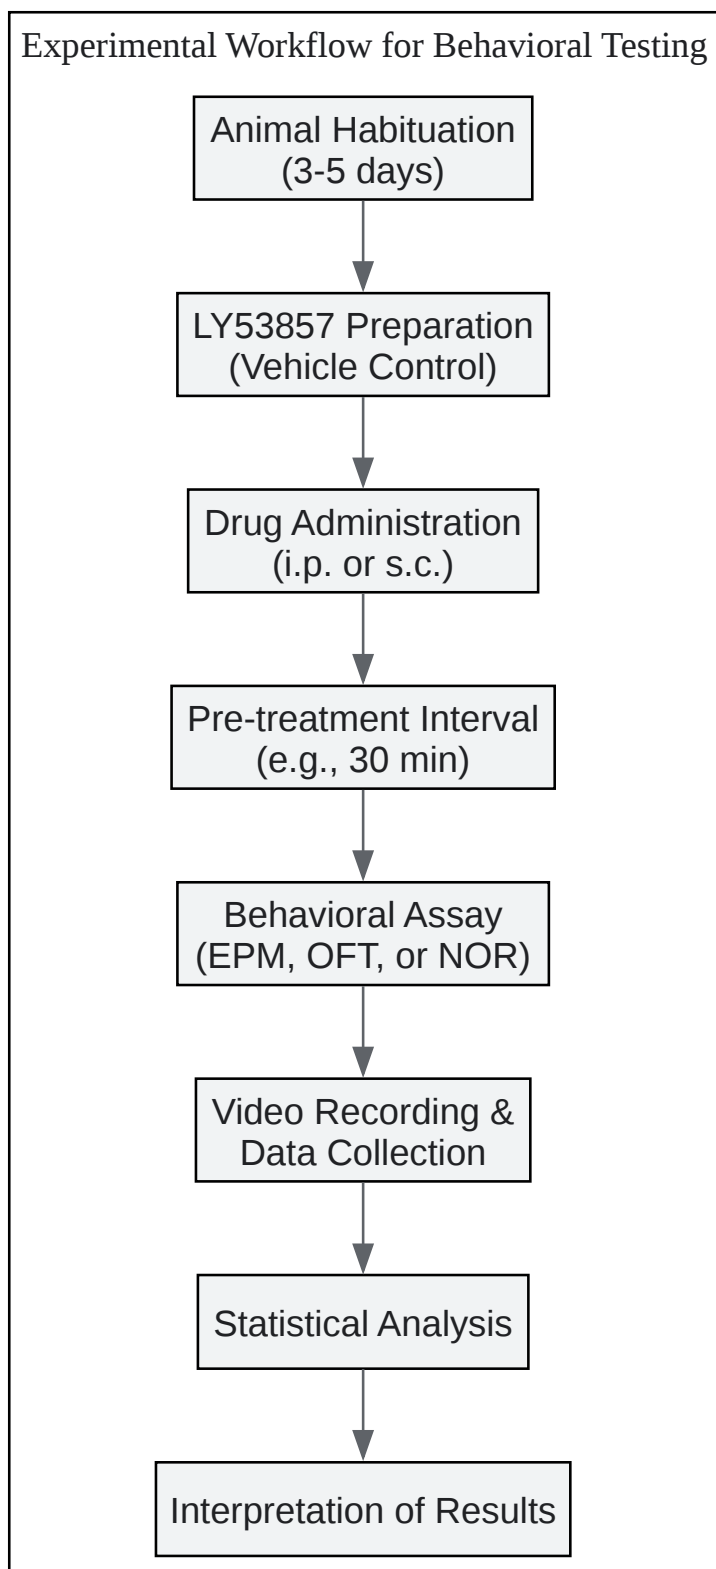 Experimental Workflow for Behavioral Testing
Animal Habituation
(3-5 days)
LY53857 Preparation
(Vehicle Control)
Drug Administration
(i.p. or s.c.)
Pre-treatment Interval
(e.g., 30 min)
Behavioral Assay
(EPM, OFT, or NOR)
Video Recording &
Data Collection
Statistical Analysis
Interpretation of Results